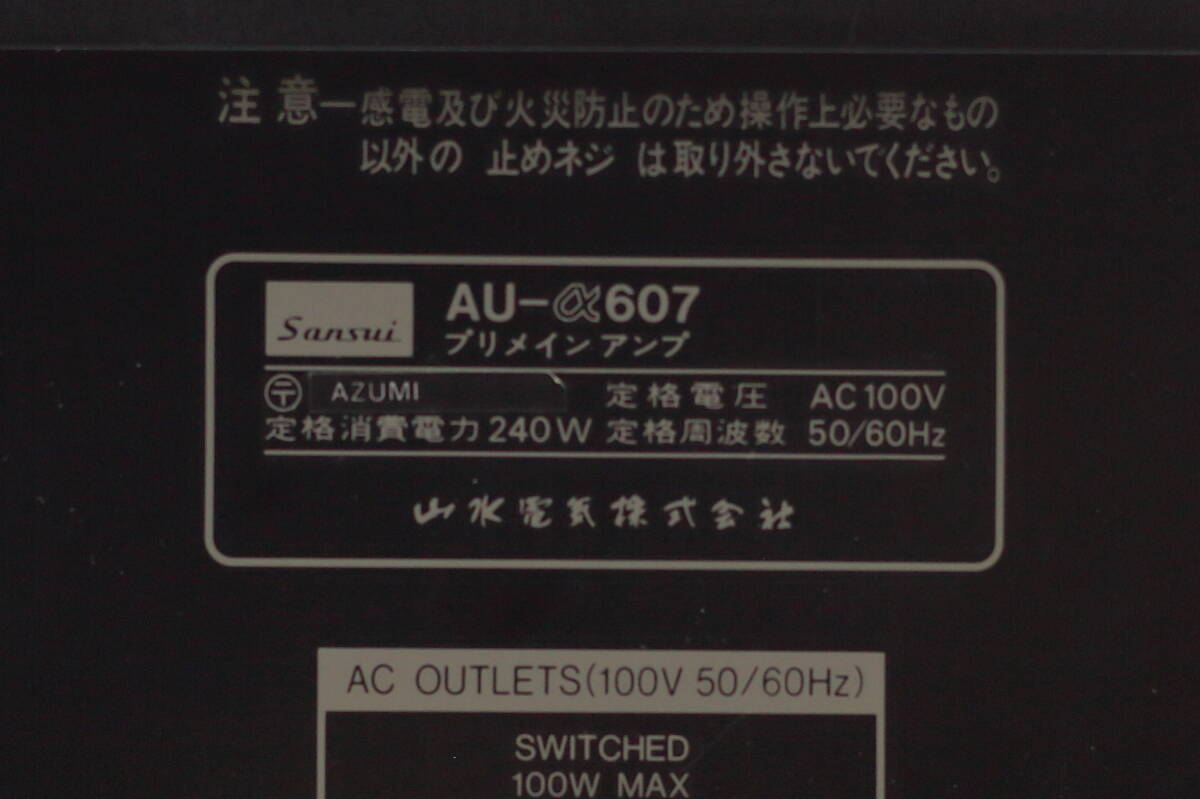 注意―感電及び火災防止のため操作上必要なもの
以外の 止めネジ は取り外さないでください。
Sansui
AU-α607
プリメインアンプ
〒 AZUMI 定格電圧 AC 100V
定格消費電力 240W 定格周波数 50/60Hz
山水電気株式会社
AC OUTLETS(100V 50/60Hz)
SWITCHED
100W MAX